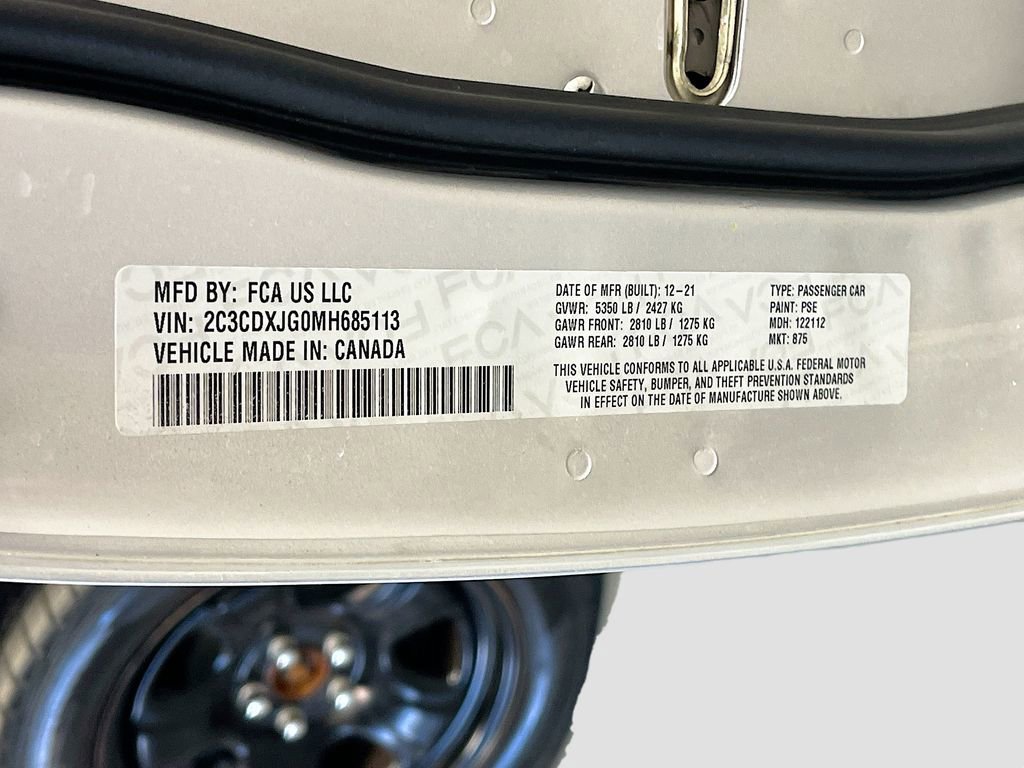 MFD BY: FCA US LLC
VIN: 2C3CDXJG0MH685113
VEHICLE MADE IN: CANADA
DATE OF MFR (BUILT): 12-21
GVWR: 5350 LB / 2427 KG
GAWR FRONT: 2810 LB / 1275 KG
GAWR REAR: 2810 LB / 1275 KG
TYPE: PASSENGER CAR
PAINT: PSE
MDH: 122112
MKT: 875
THIS VEHICLE CONFORMS TO ALL APPLICABLE U.S.A. FEDERAL MOTOR
VEHICLE SAFETY, BUMPER, AND THEFT PREVENTION STANDARDS
IN EFFECT ON THE DATE OF MANUFACTURE SHOWN ABOVE.